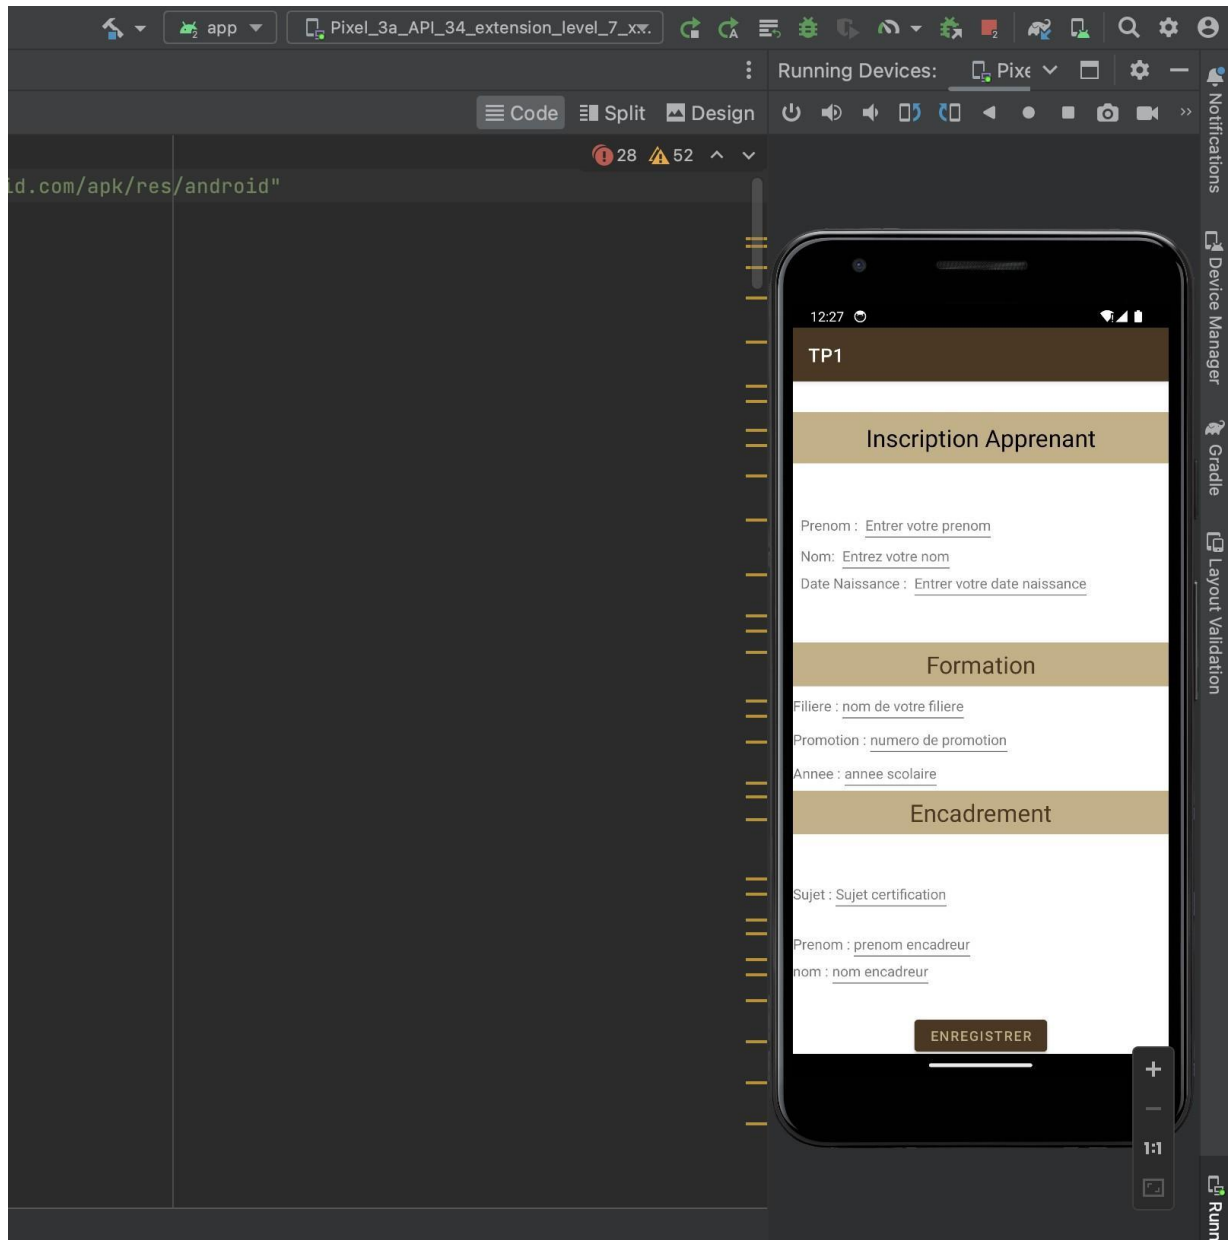 app Pixel_3a_API_34_extension_level_7_x
Running Devices:
Code Split Design
28 52
id.com/apk/res/android"
Notifications
Device Manager
Gradle
Layout Validation
12:27
TP1
Inscription Apprenant
Prenom : Entrer votre prenom
Nom: Entrez votre nom
Date Naissance : Entrer votre date naissance
Formation
Filiere : nom de votre filiere
Promotion : numero de promotion
Annee : annee scolaire
Encadrement
Sujet : Sujet certification
Prenom : prenom encadreur
nom : nom encadreur
ENREGISTRER
1:1